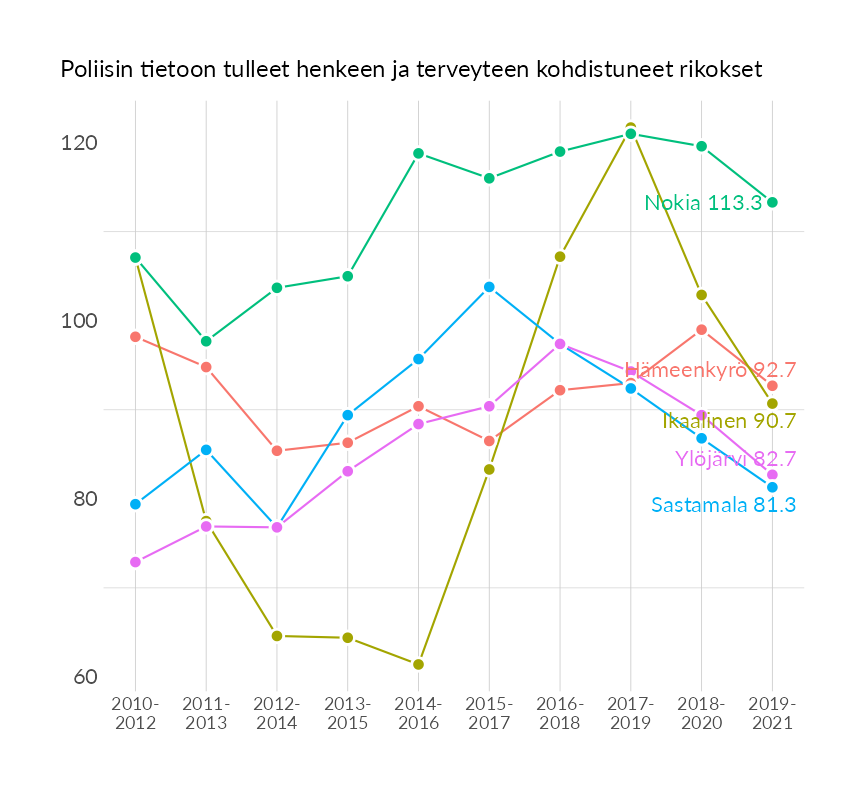 Poliisin tietoon tulleet henkeen ja terveyteen kohdistuneet rikokset
120
100
80
60
Nokia 113.3
Hämeenkyrö 92.7
Ikaalinen 90.7
Ylöjärvi 82.7
Sastamala 81.3
2010- 2011- 2012- 2013- 2014- 2015- 2016- 2017- 2018- 2019-
2012 2013 2014 2015 2016 2017 2018 2019 2020 2021